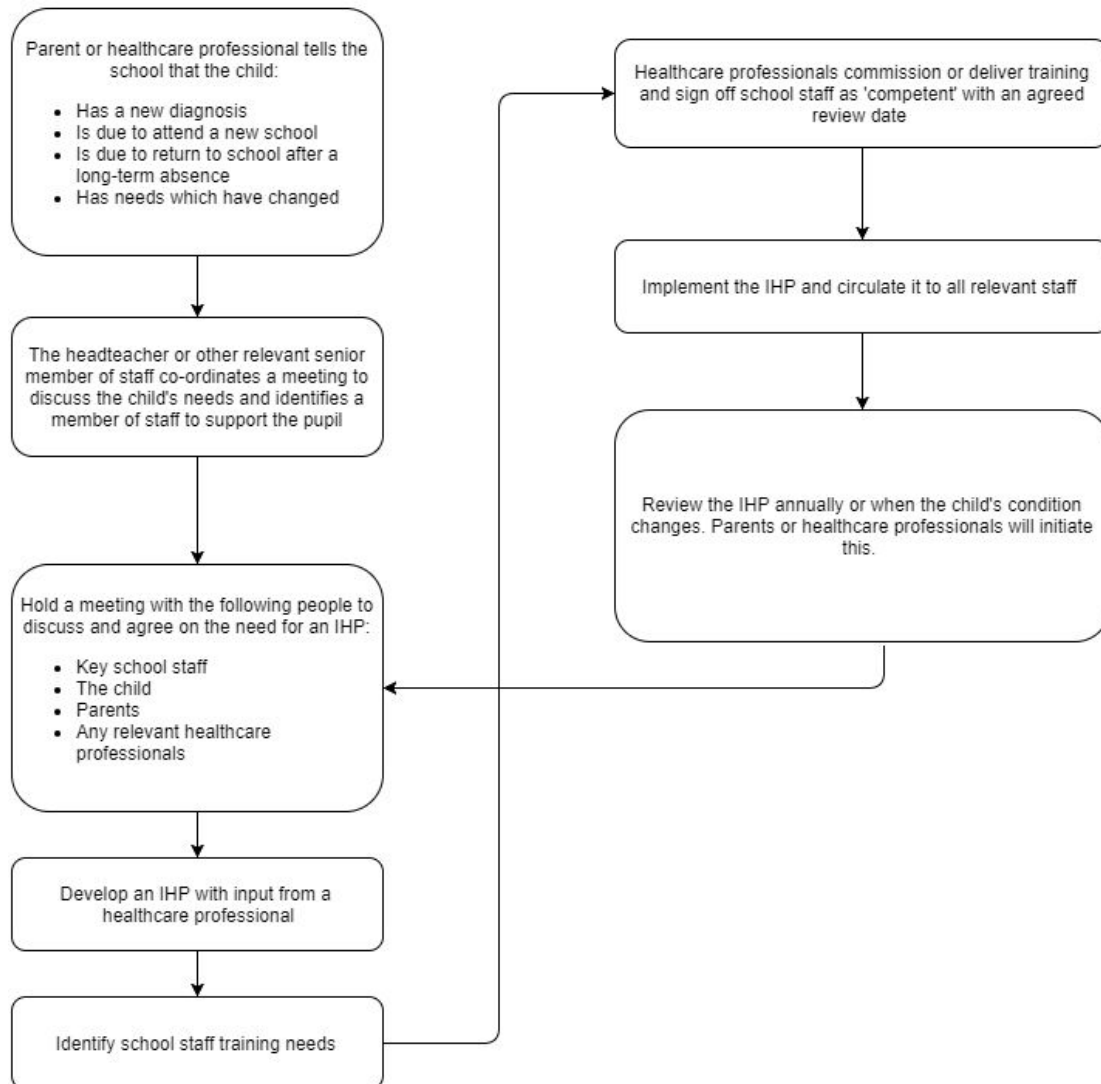 Parent or healthcare professional tells the
school that the child:
• Has a new diagnosis
• Is due to attend a new school
• Is due to return to school after a
long-term absence
• Has needs which have changed
The headteacher or other relevant senior
member of staff co-ordinates a meeting to
discuss the child's needs and identifies a
member of staff to support the pupil
Hold a meeting with the following people to
discuss and agree on the need for an IHP:
• Key school staff
• The child
• Parents
• Any relevant healthcare
professionals
Develop an IHP with input from a
healthcare professional
Identify school staff training needs
Healthcare professionals commission or deliver training
and sign off school staff as 'competent' with an agreed
review date
Implement the IHP and circulate it to all relevant staff
Review the IHP annually or when the child's condition
changes. Parents or healthcare professionals will initiate
this.